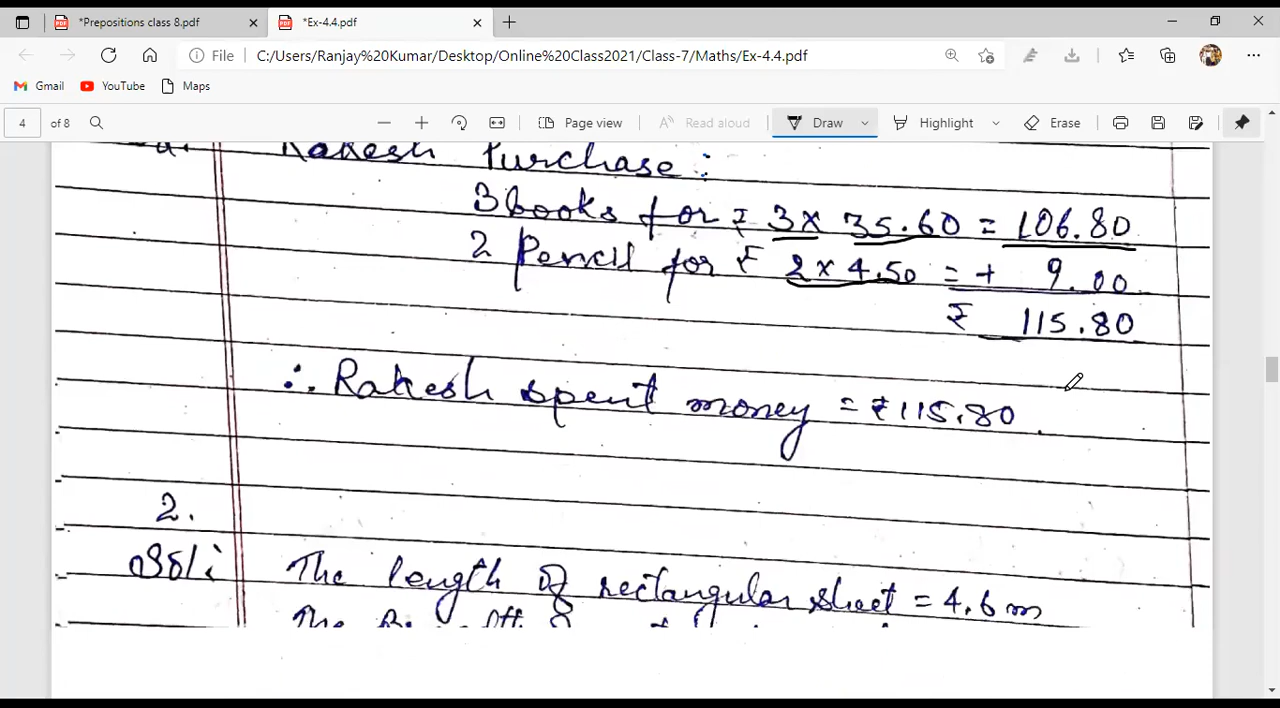 *Prepositions class 8.pdf
*Ex-4.4.pdf
File C:/Users/Ranjay%20Kumar/Desktop/Online%20Class2021/Class-7/Maths/Ex-4.4.pdf
Gmail YouTube Maps
4 of 8 Page view Read aloud Draw Highlight Erase
Rakesh Purchase :
3 books for ₹ 3 x 35.60 = 106.80
2 Pencil for ₹ 2 x 4.50 = + 9.00
₹ 115.80
∴ Rakesh spent money = ₹115.80.
2.
Sol:
The length of rectangular sheet = 4.6 m
The